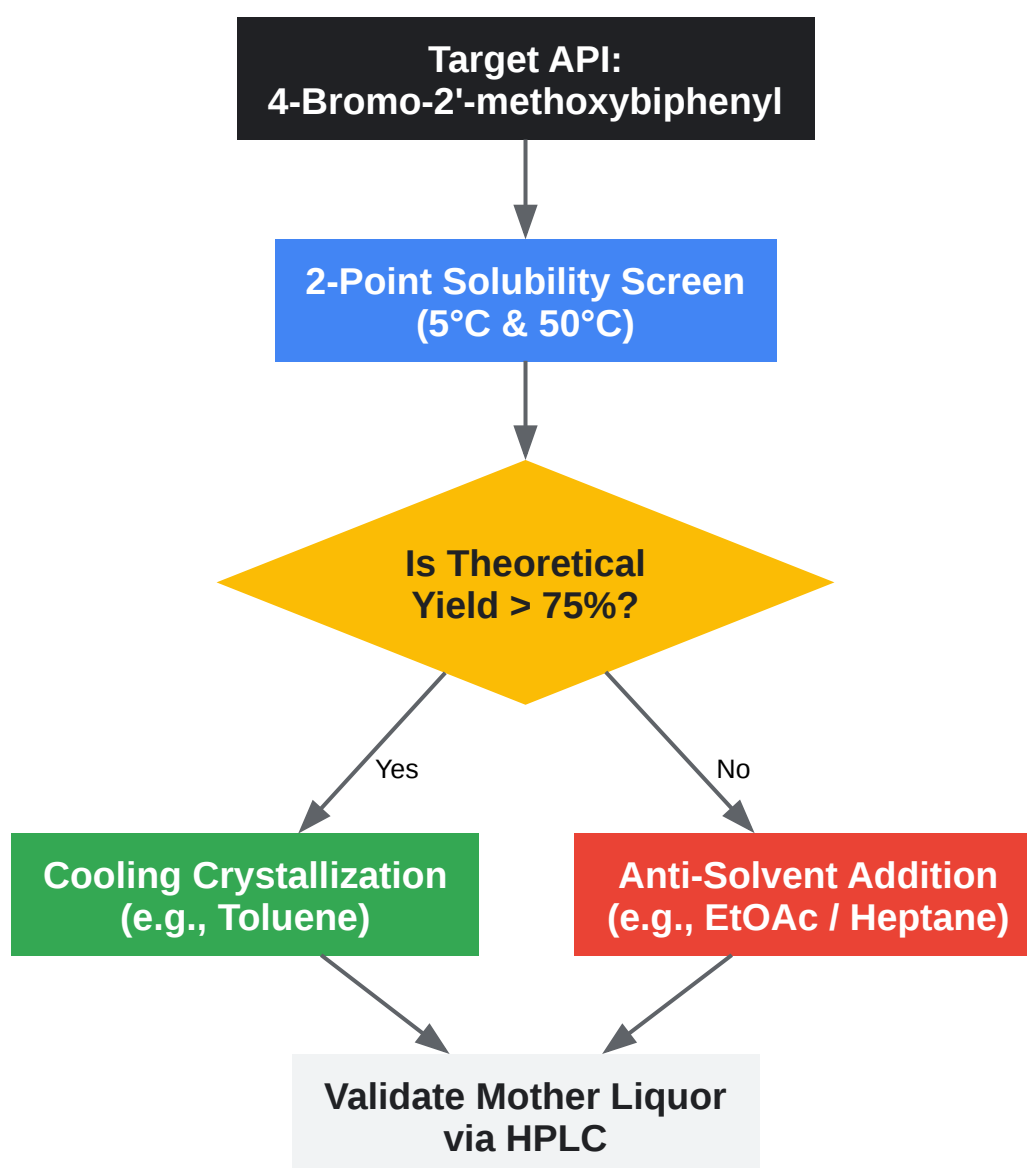 Target API:
4-Bromo-2'-methoxybiphenyl
2-Point Solubility Screen
(5°C & 50°C)
Is Theoretical
Yield > 75%?
Yes
No
Cooling Crystallization
(e.g., Toluene)
Anti-Solvent Addition
(e.g., EtOAc / Heptane)
Validate Mother Liquor
via HPLC